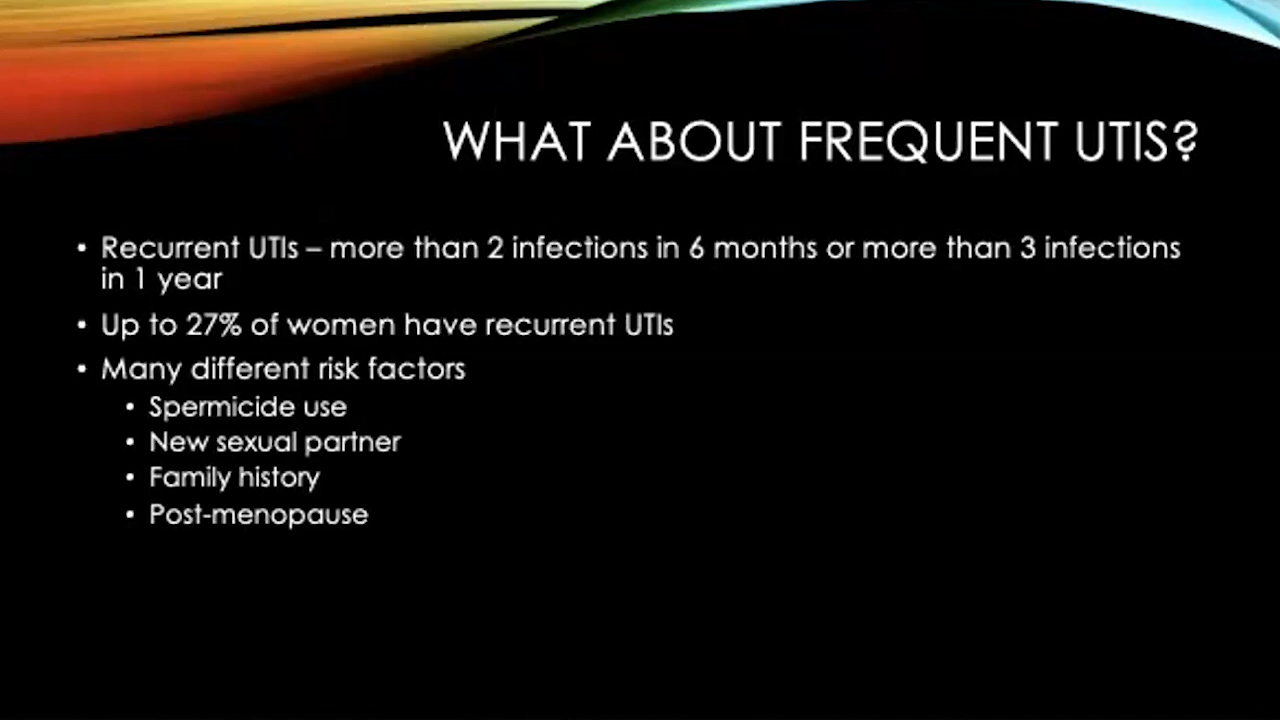 WHAT ABOUT FREQUENT UTIS?
• Recurrent UTIs – more than 2 infections in 6 months or more than 3 infections
in 1 year
• Up to 27% of women have recurrent UTIs
• Many different risk factors
• Spermicide use
• New sexual partner
• Family history
• Post-menopause